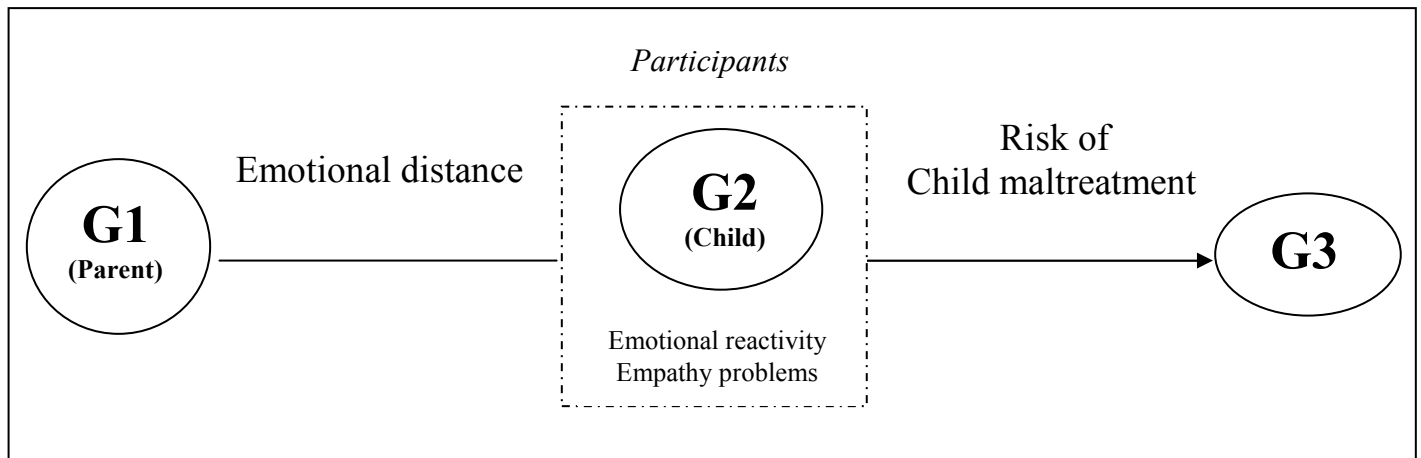 Participants
Emotional distance
Risk of
Child maltreatment
G1
(Parent)
G2
(Child)
G3
Emotional reactivity
Empathy problems